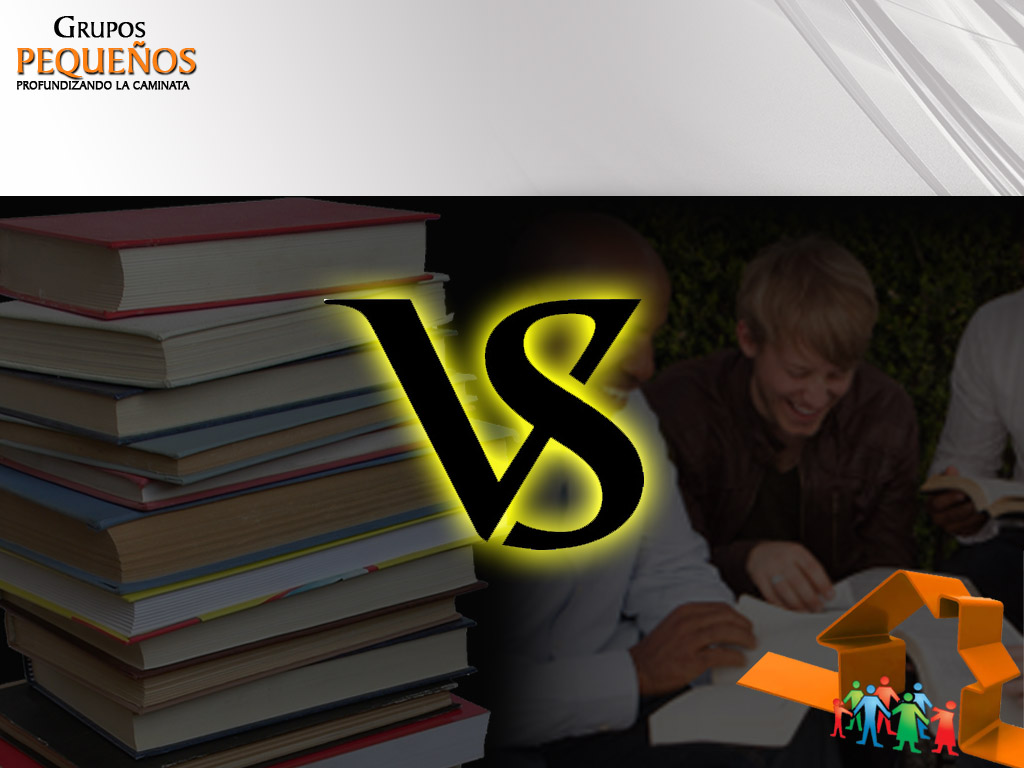 GRUPOS
PEQUEÑOS
PROFUNDIZANDO LA CAMINATA
VS